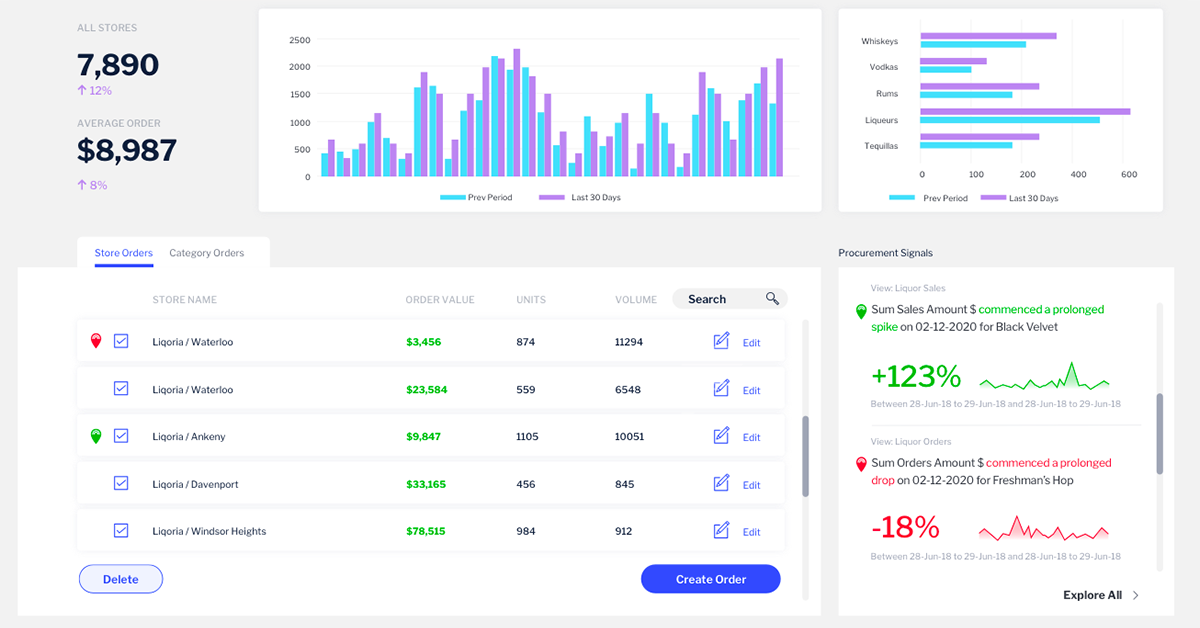 ALL STORES
7,890
12%
AVERAGE ORDER
$8,987
8%
2500
2000
1500
1000
500
0
Prev Period
Last 30 Days
Whiskeys
Vodkas
Rums
Liqueurs
Tequillas
0 100 200 400 600
Prev Period
Last 30 Days
Store Orders
Category Orders
STORE NAME ORDER VALUE UNITS VOLUME
Search
Liqoria / Waterloo $3,456 874 11294 Edit
Liqoria / Waterloo $23,584 559 6548 Edit
Liqoria / Ankeny $9,847 1105 10051 Edit
Liqoria / Davenport $33,165 456 845 Edit
Liqoria / Windsor Heights $78,515 984 912 Edit
Delete
Create Order
Procurement Signals
View: Liquor Sales
Sum Sales Amount $ commenced a prolonged
spike on 02-12-2020 for Black Velvet
+123%
Between 28-Jun-18 to 29-Jun-18 and 28-Jun-18 to 29-Jun-18
View: Liquor Orders
Sum Orders Amount $ commenced a prolonged
drop on 02-12-2020 for Freshman's Hop
-18%
Between 28-Jun-18 to 29-Jun-18 and 28-Jun-18 to 29-Jun-18
Explore All